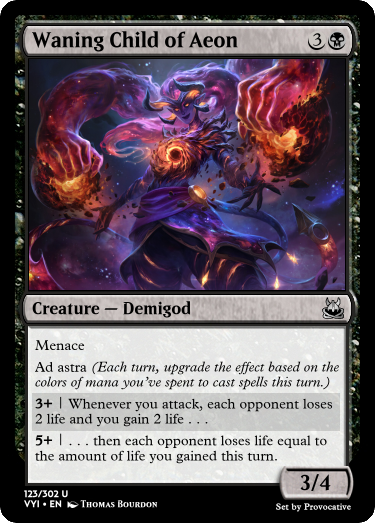 Waning Child of Aeon 3
Creature — Demigod
Menace
Ad astra (Each turn, upgrade the effect based on the
colors of mana you've spent to cast spells this turn.)
3+ | Whenever you attack, each opponent loses
2 life and you gain 2 life . . .
5+ | . . . then each opponent loses life equal to
the amount of life you gained this turn.
3/4
123/302 U
VYI • EN Thomas Bourdon
Set by Provocative